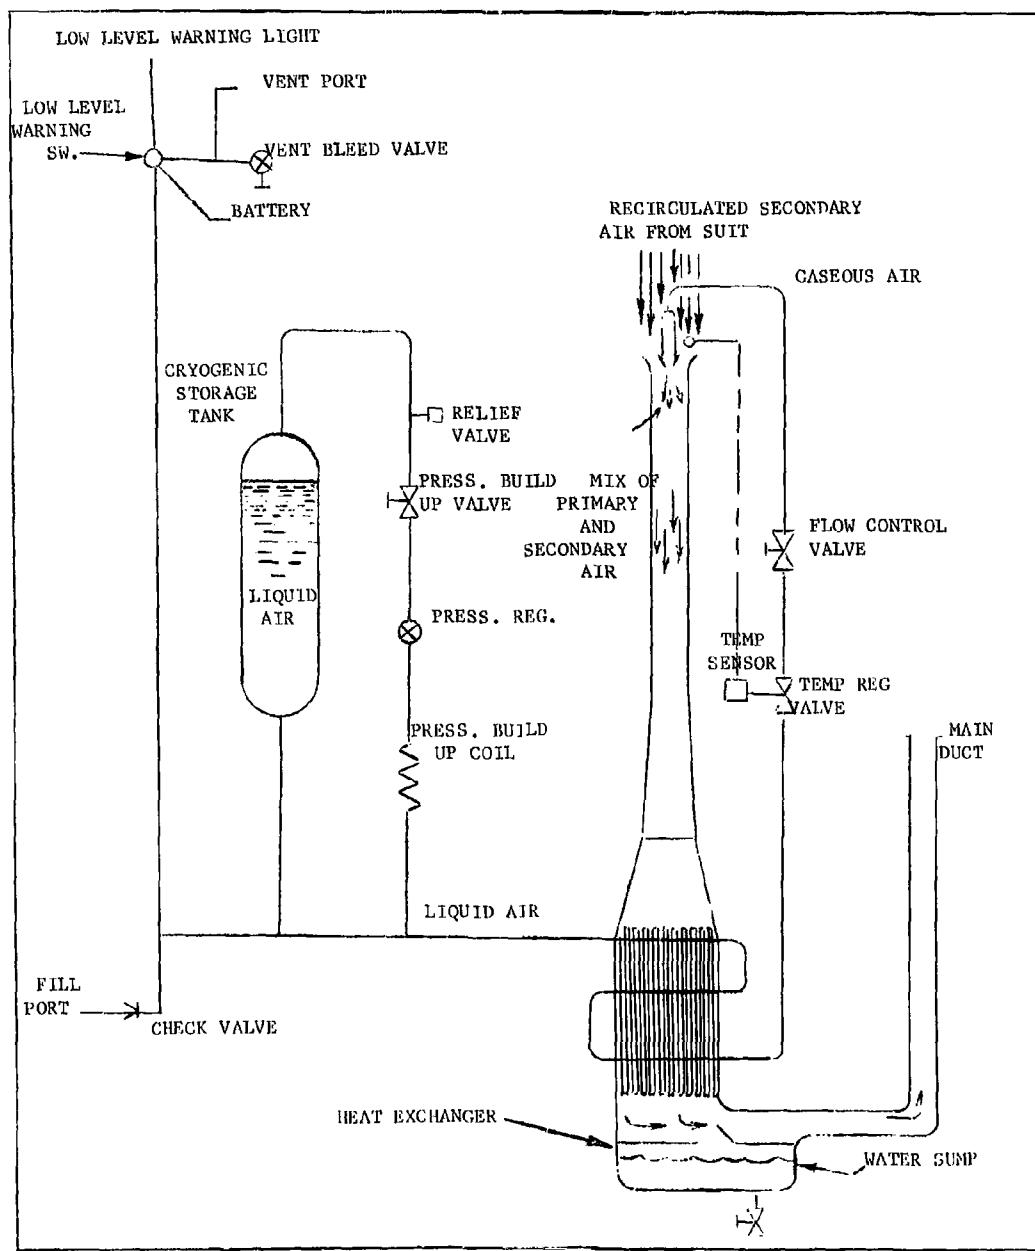 LOW LEVEL WARNING LIGHT
VENT PORT
LOW LEVEL
WARNING
SW.
VENT BLEED VALVE
BATTERY
RECIRCULATED SECONDARY
AIR FROM SUIT
GASEOUS AIR
CRYOGENIC
STORAGE
TANK
RELIEF
VALVE
PRESS. BUILD
UP VALVE
MIX OF
PRIMARY
AND
SECONDARY
AIR
FLOW CONTROL
VALVE
LIQUID
AIR
PRESS. REG.
TEMP
SENSOR
TEMP REG
VALVE
PRESS. BUILD
UP COIL
MAIN
DUCT
LIQUID AIR
FILL
PORT
CHECK VALVE
HEAT EXCHANGER
WATER SUMP